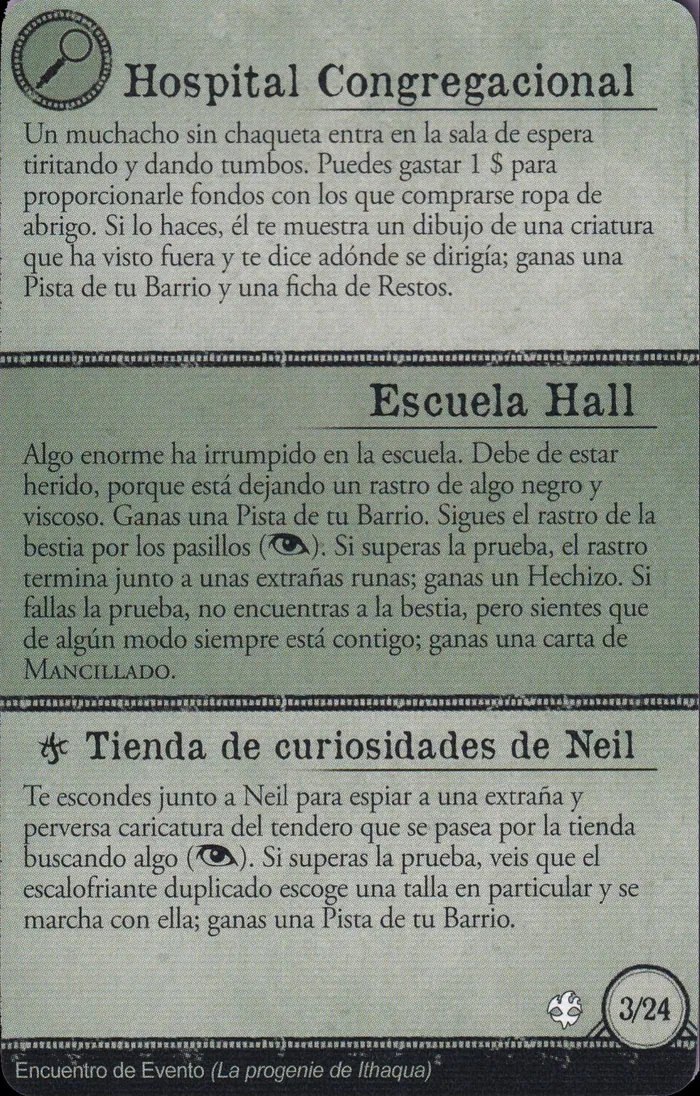 Hospital Congregacional
Un muchacho sin chaqueta entra en la sala de espera
tiritando y dando tumbos. Puedes gastar 1 $ para
proporcionarle fondos con los que comprarse ropa de
abrigo. Si lo haces, él te muestra un dibujo de una criatura
que ha visto fuera y te dice adónde se dirigía; ganas una
Pista de tu Barrio y una ficha de Restos.
Escuela Hall
Algo enorme ha irrumpido en la escuela. Debe de estar
herido, porque está dejando un rastro de algo negro y
viscoso. Ganas una Pista de tu Barrio. Sigues el rastro de la
bestia por los pasillos (). Si superas la prueba, el rastro
termina junto a unas extrañas runas; ganas un Hechizo. Si
fallas la prueba, no encuentras a la bestia, pero sientes que
de algún modo siempre está contigo; ganas una carta de
MANCILLADO.
Tienda de curiosidades de Neil
Te escondes junto a Neil para espiar a una extraña y
perversa caricatura del tendero que se pasea por la tienda
buscando algo (). Si superas la prueba, veis que el
escalofriante duplicado escoge una talla en particular y se
marcha con ella; ganas una Pista de tu Barrio.
3/24
Encuentro de Evento (La progenie de Ithaqua)